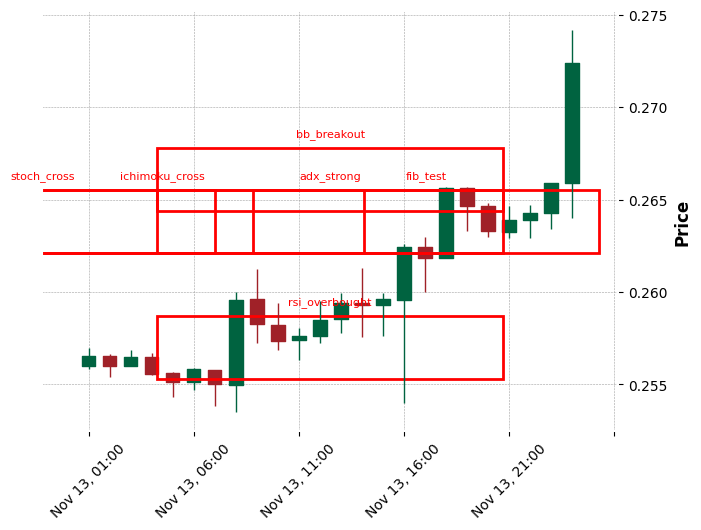 0.275
0.270
bb_breakout
stoch_cross
ichimoku_cross
adx_strong
fib_test
0.265
Price
0.260
rsi_overbought
0.255
Nov 13, 01:00
Nov 13, 06:00
Nov 13, 11:00
Nov 13, 16:00
Nov 13, 21:00